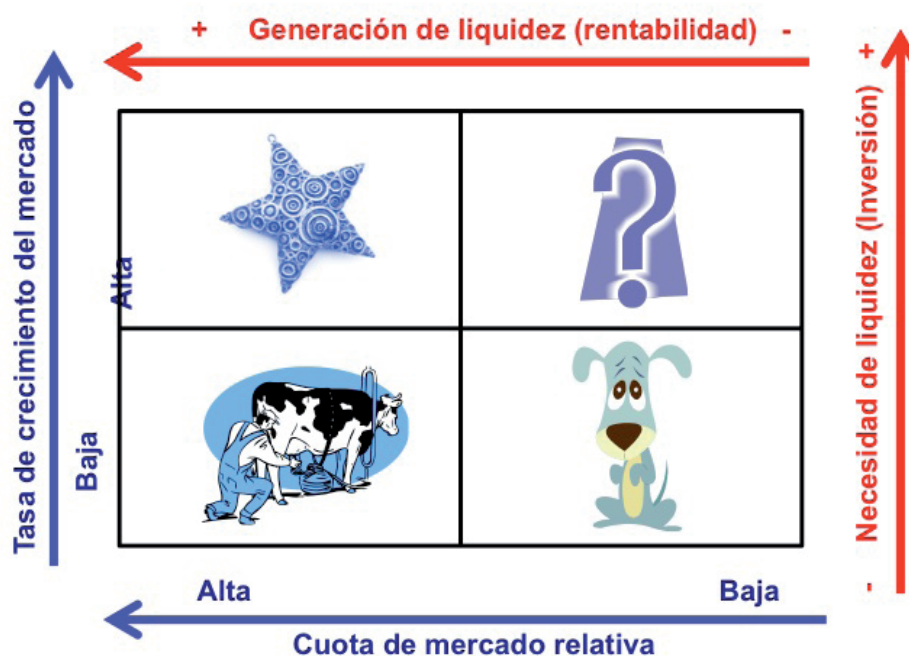 + Generación de liquidez (rentabilidad) -
Tasa de crecimiento del mercado
Alta
Baja
?
- Necesidad de liquidez (Inversión) +
Alta Baja
Cuota de mercado relativa